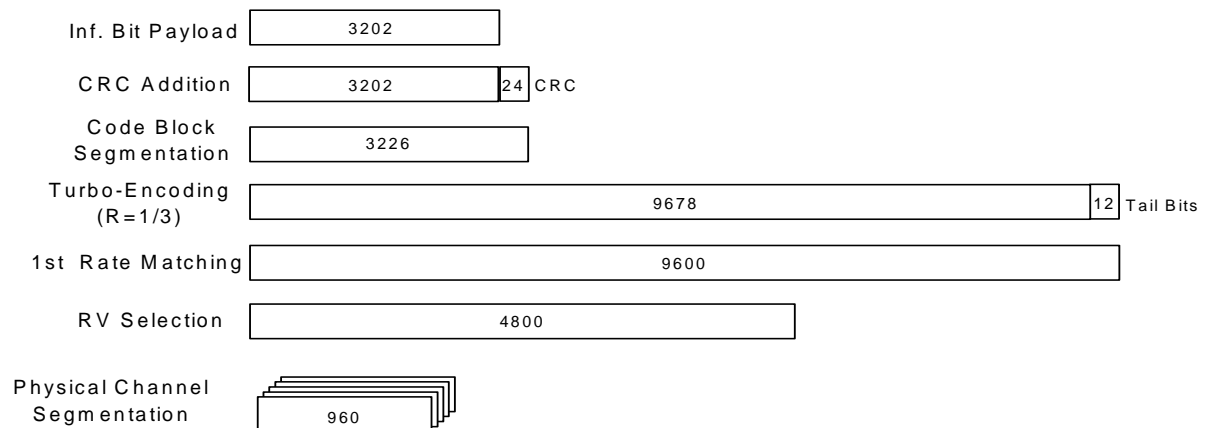 Inf. Bit Payload 3202
CRC Addition 3202 24 CRC
Code Block
Segmentation 3226
Turbo-Encoding
(R=1/3) 9678 12 Tail Bits
1st Rate Matching 9600
RV Selection 4800
Physical Channel
Segmentation 960